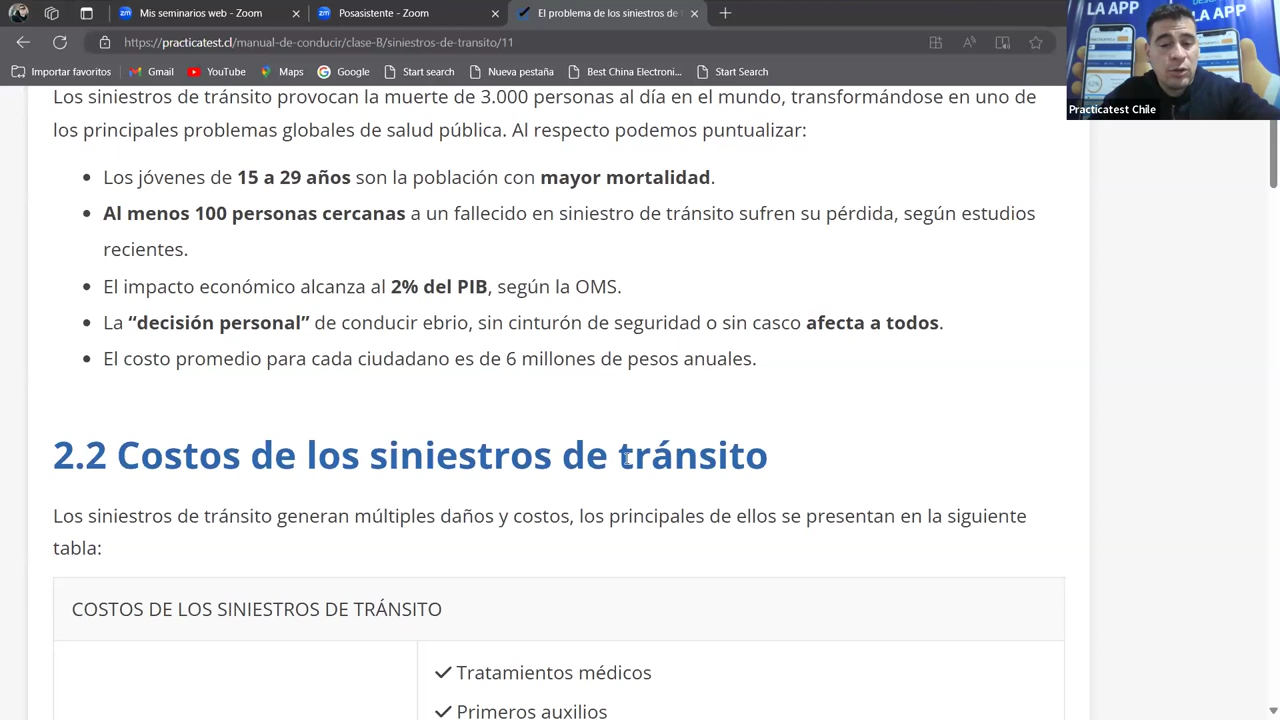 Mis seminarios web - Zoom
Posasistente - Zoom
El problema de los siniestros de
https://practicatest.cl/manual-de-conducir/clase-B/siniestros-de-transito/11
Importar favoritos
Gmail
YouTube
Maps
Google
Start search
Nueva pestaña
Best China Electroni...
Start Search
LA APP
LA APP
PRACTICATEST
Practicatest Chile
Los siniestros de tránsito provocan la muerte de 3.000 personas al día en el mundo, transformándose en uno de
los principales problemas globales de salud pública. Al respecto podemos puntualizar:
• Los jóvenes de 15 a 29 años son la población con mayor mortalidad.
• Al menos 100 personas cercanas a un fallecido en siniestro de tránsito sufren su pérdida, según estudios
recientes.
• El impacto económico alcanza al 2% del PIB, según la OMS.
• La “decisión personal” de conducir ebrio, sin cinturón de seguridad o sin casco afecta a todos.
• El costo promedio para cada ciudadano es de 6 millones de pesos anuales.
2.2 Costos de los siniestros de tránsito
Los siniestros de tránsito generan múltiples daños y costos, los principales de ellos se presentan en la siguiente
tabla:
COSTOS DE LOS SINIESTROS DE TRÁNSITO
✓ Tratamientos médicos
✓ Primeros auxilios